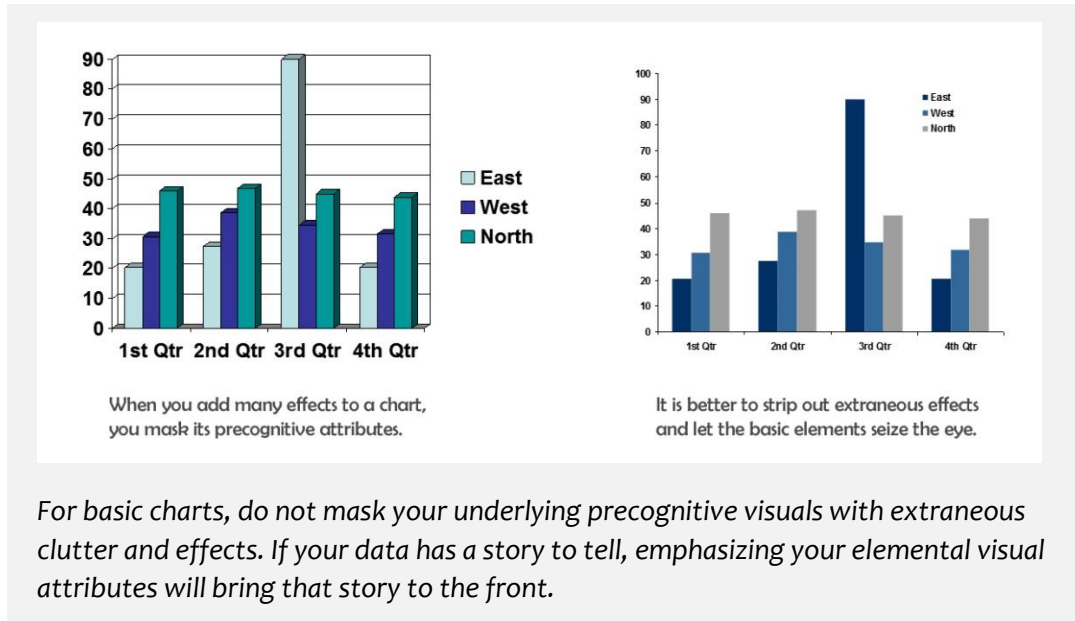 90
80
70
60
50
40
30
20
10
0
1st Qtr 2nd Qtr 3rd Qtr 4th Qtr
East
West
North
When you add many effects to a chart,
you mask its precognitive attributes.
100
90
80
70
60
50
40
30
20
10
0
1st Qtr 2nd Qtr 3rd Qtr 4th Qtr
East
West
North
It is better to strip out extraneous effects
and let the basic elements seize the eye.
For basic charts, do not mask your underlying precognitive visuals with extraneous
clutter and effects. If your data has a story to tell, emphasizing your elemental visual
attributes will bring that story to the front.